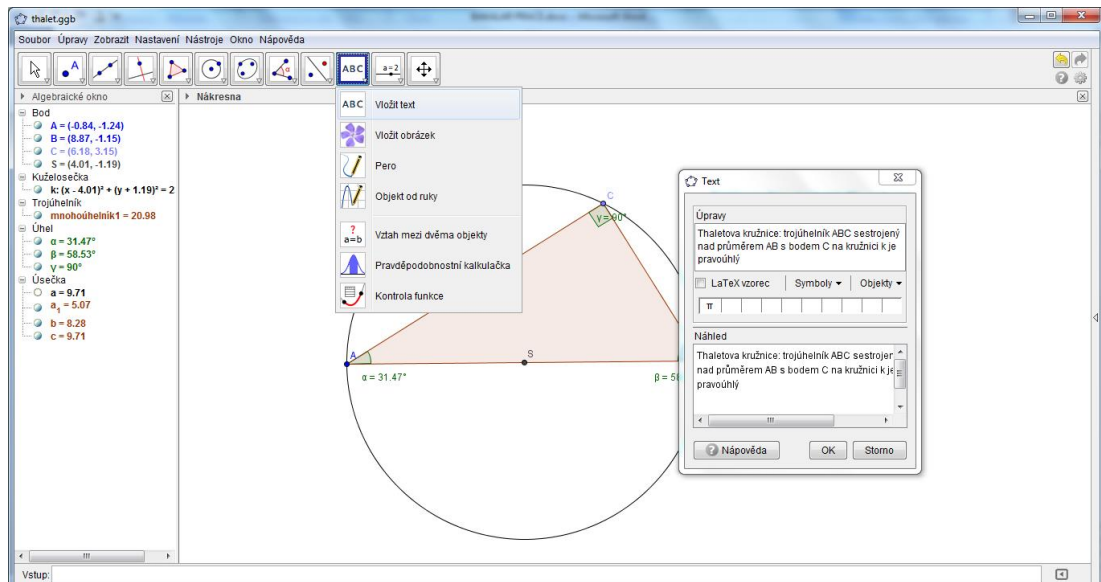 thalet.ggb
Soubor Úpravy Zobrazit Nastavení Nástroje Okno Nápověda
A
α
ABC
a=2
Algebraické okno
Nákresna
Bod
A = (-0.84, -1.24)
B = (8.87, -1.15)
C = (6.18, 3.15)
S = (4.01, -1.19)
Kuželosečka
k: (x - 4.01)² + (y + 1.19)² = 2
Trojúhelník
mnohoúhelník1 = 20.98
Úhel
α = 31.47°
β = 58.53°
γ = 90°
Úsečka
a = 9.71
a₁ = 5.07
b = 8.28
c = 9.71
ABC Vložit text
Vložit obrázek
Pero
Objekt od ruky
? a=b Vztah mezi dvěma objekty
Pravděpodobnostní kalkulačka
Kontrola funkce
C
γ = 90°
A
S
α = 31.47°
β = 58
Text
Úpravy
Thaletova kružnice: trojúhelník ABC sestrojený
nad průměrem AB s bodem C na kružnici k je
pravoúhlý
LaTeX vzorec Symboly Objekty
π
Náhled
Thaletova kružnice: trojúhelník ABC sestrojer
nad průměrem AB s bodem C na kružnici k je
pravoúhlý
Nápověda OK Storno
Vstup: